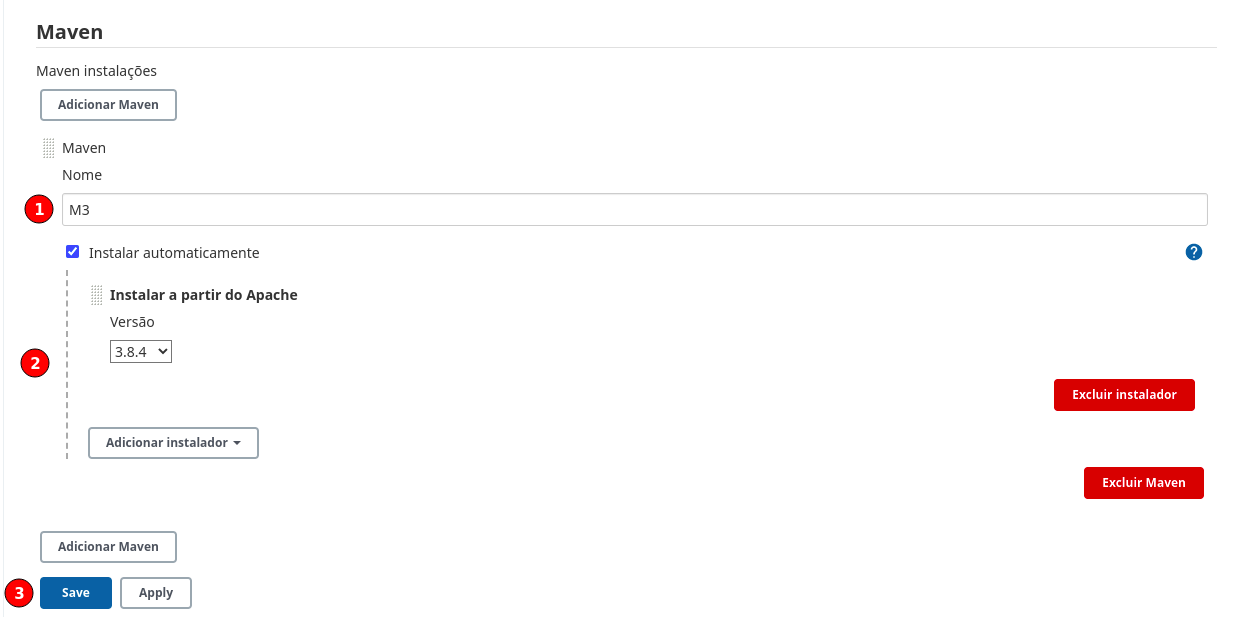 Maven
Maven instalações
Adicionar Maven
Maven
Nome
1 M3
Instalar automaticamente ?
Instalar a partir do Apache
Versão
3.8.4
2
Excluir instalador
Adicionar instalador
Excluir Maven
Adicionar Maven
3 Save Apply